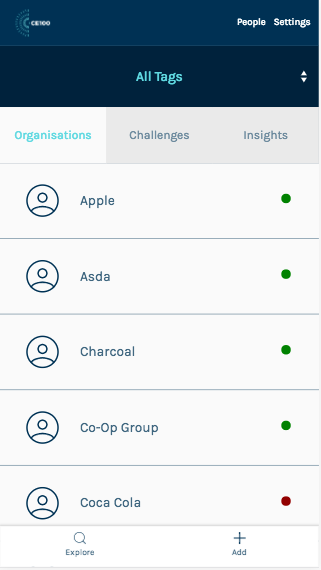 CE100
People Settings
All Tags
Organisations Challenges Insights
Apple
Asda
Charcoal
Co-Op Group
Coca Cola
Explore Add